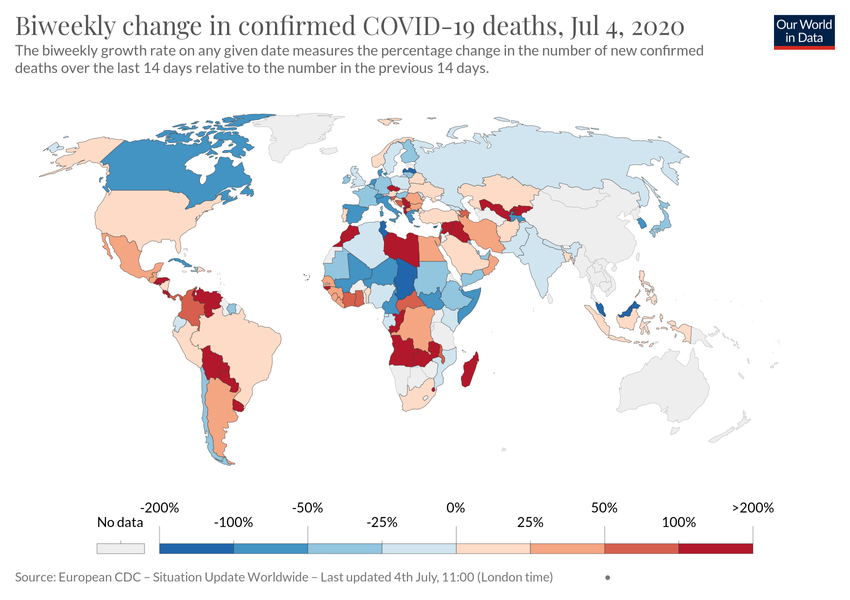 Biweekly change in confirmed COVID-19 deaths, Jul 4, 2020
Our World
in Data
The biweekly growth rate on any given date measures the percentage change in the number of new confirmed
deaths over the last 14 days relative to the number in the previous 14 days.
-200% -50% 0% 50% >200%
No data -100% -25% 25% 100%
Source: European CDC – Situation Update Worldwide – Last updated 4th July, 11:00 (London time) •